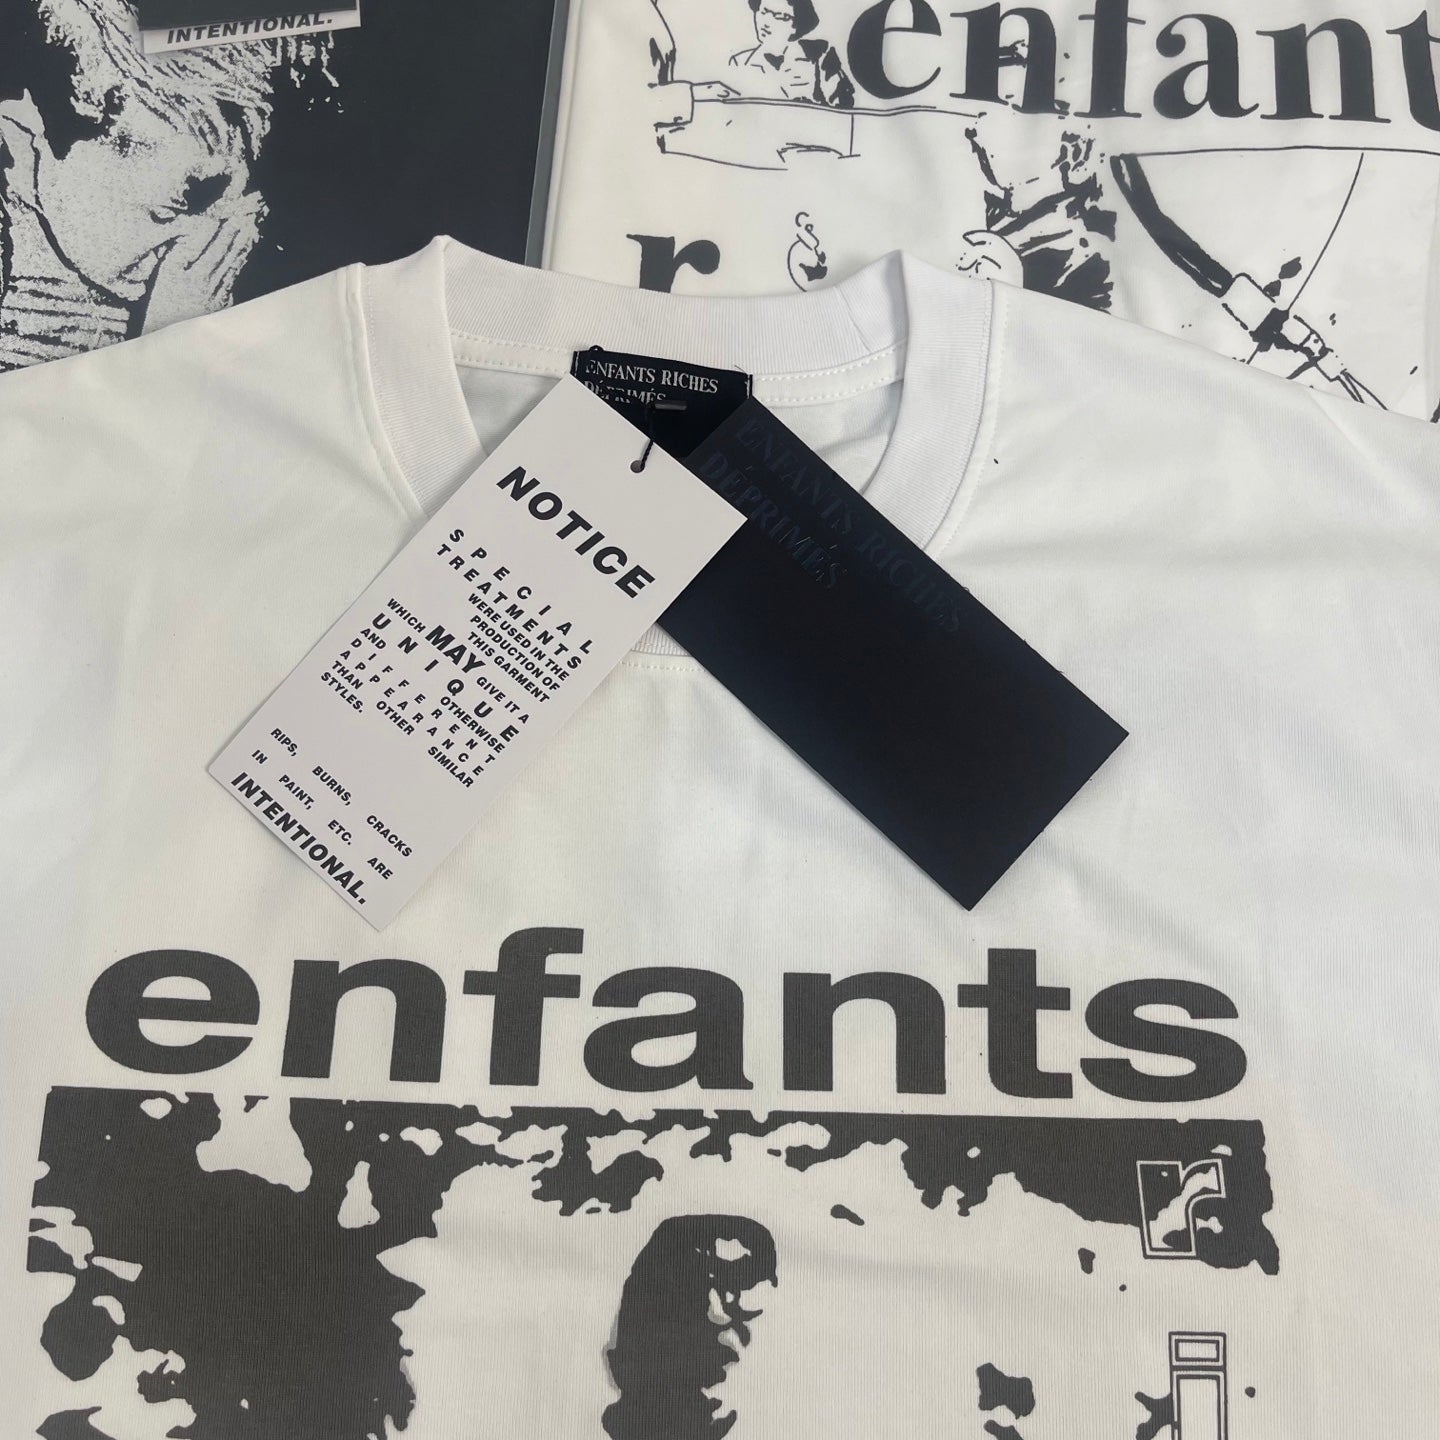 INTENTIONAL.
enfant
r
ENFANTS RICHES
DÉPRIMÉS
ENFANTS RICHES
DÉPRIMÉS
NOTICE
SPECIAL
TREATMENTS
WERE USED IN THE
PRODUCTION OF
THIS GARMENT
WHICH MAY GIVE IT A
UNIQUE
AND OTHERWISE
DIFFERENT
APPEARANCE
THAN OTHER SIMILAR
STYLES.
RIPS, BURNS, CRACKS
IN PAINT, ETC. ARE
INTENTIONAL.
enfants
r
i